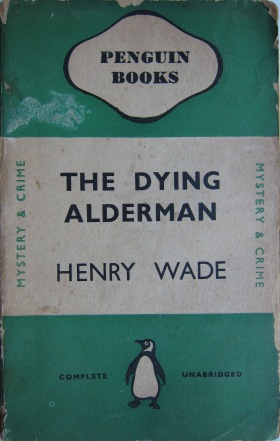 PENGUIN
BOOKS
MYSTERY & CRIME
THE DYING
ALDERMAN
HENRY WADE
MYSTERY & CRIME
COMPLETE UNABRIDGED